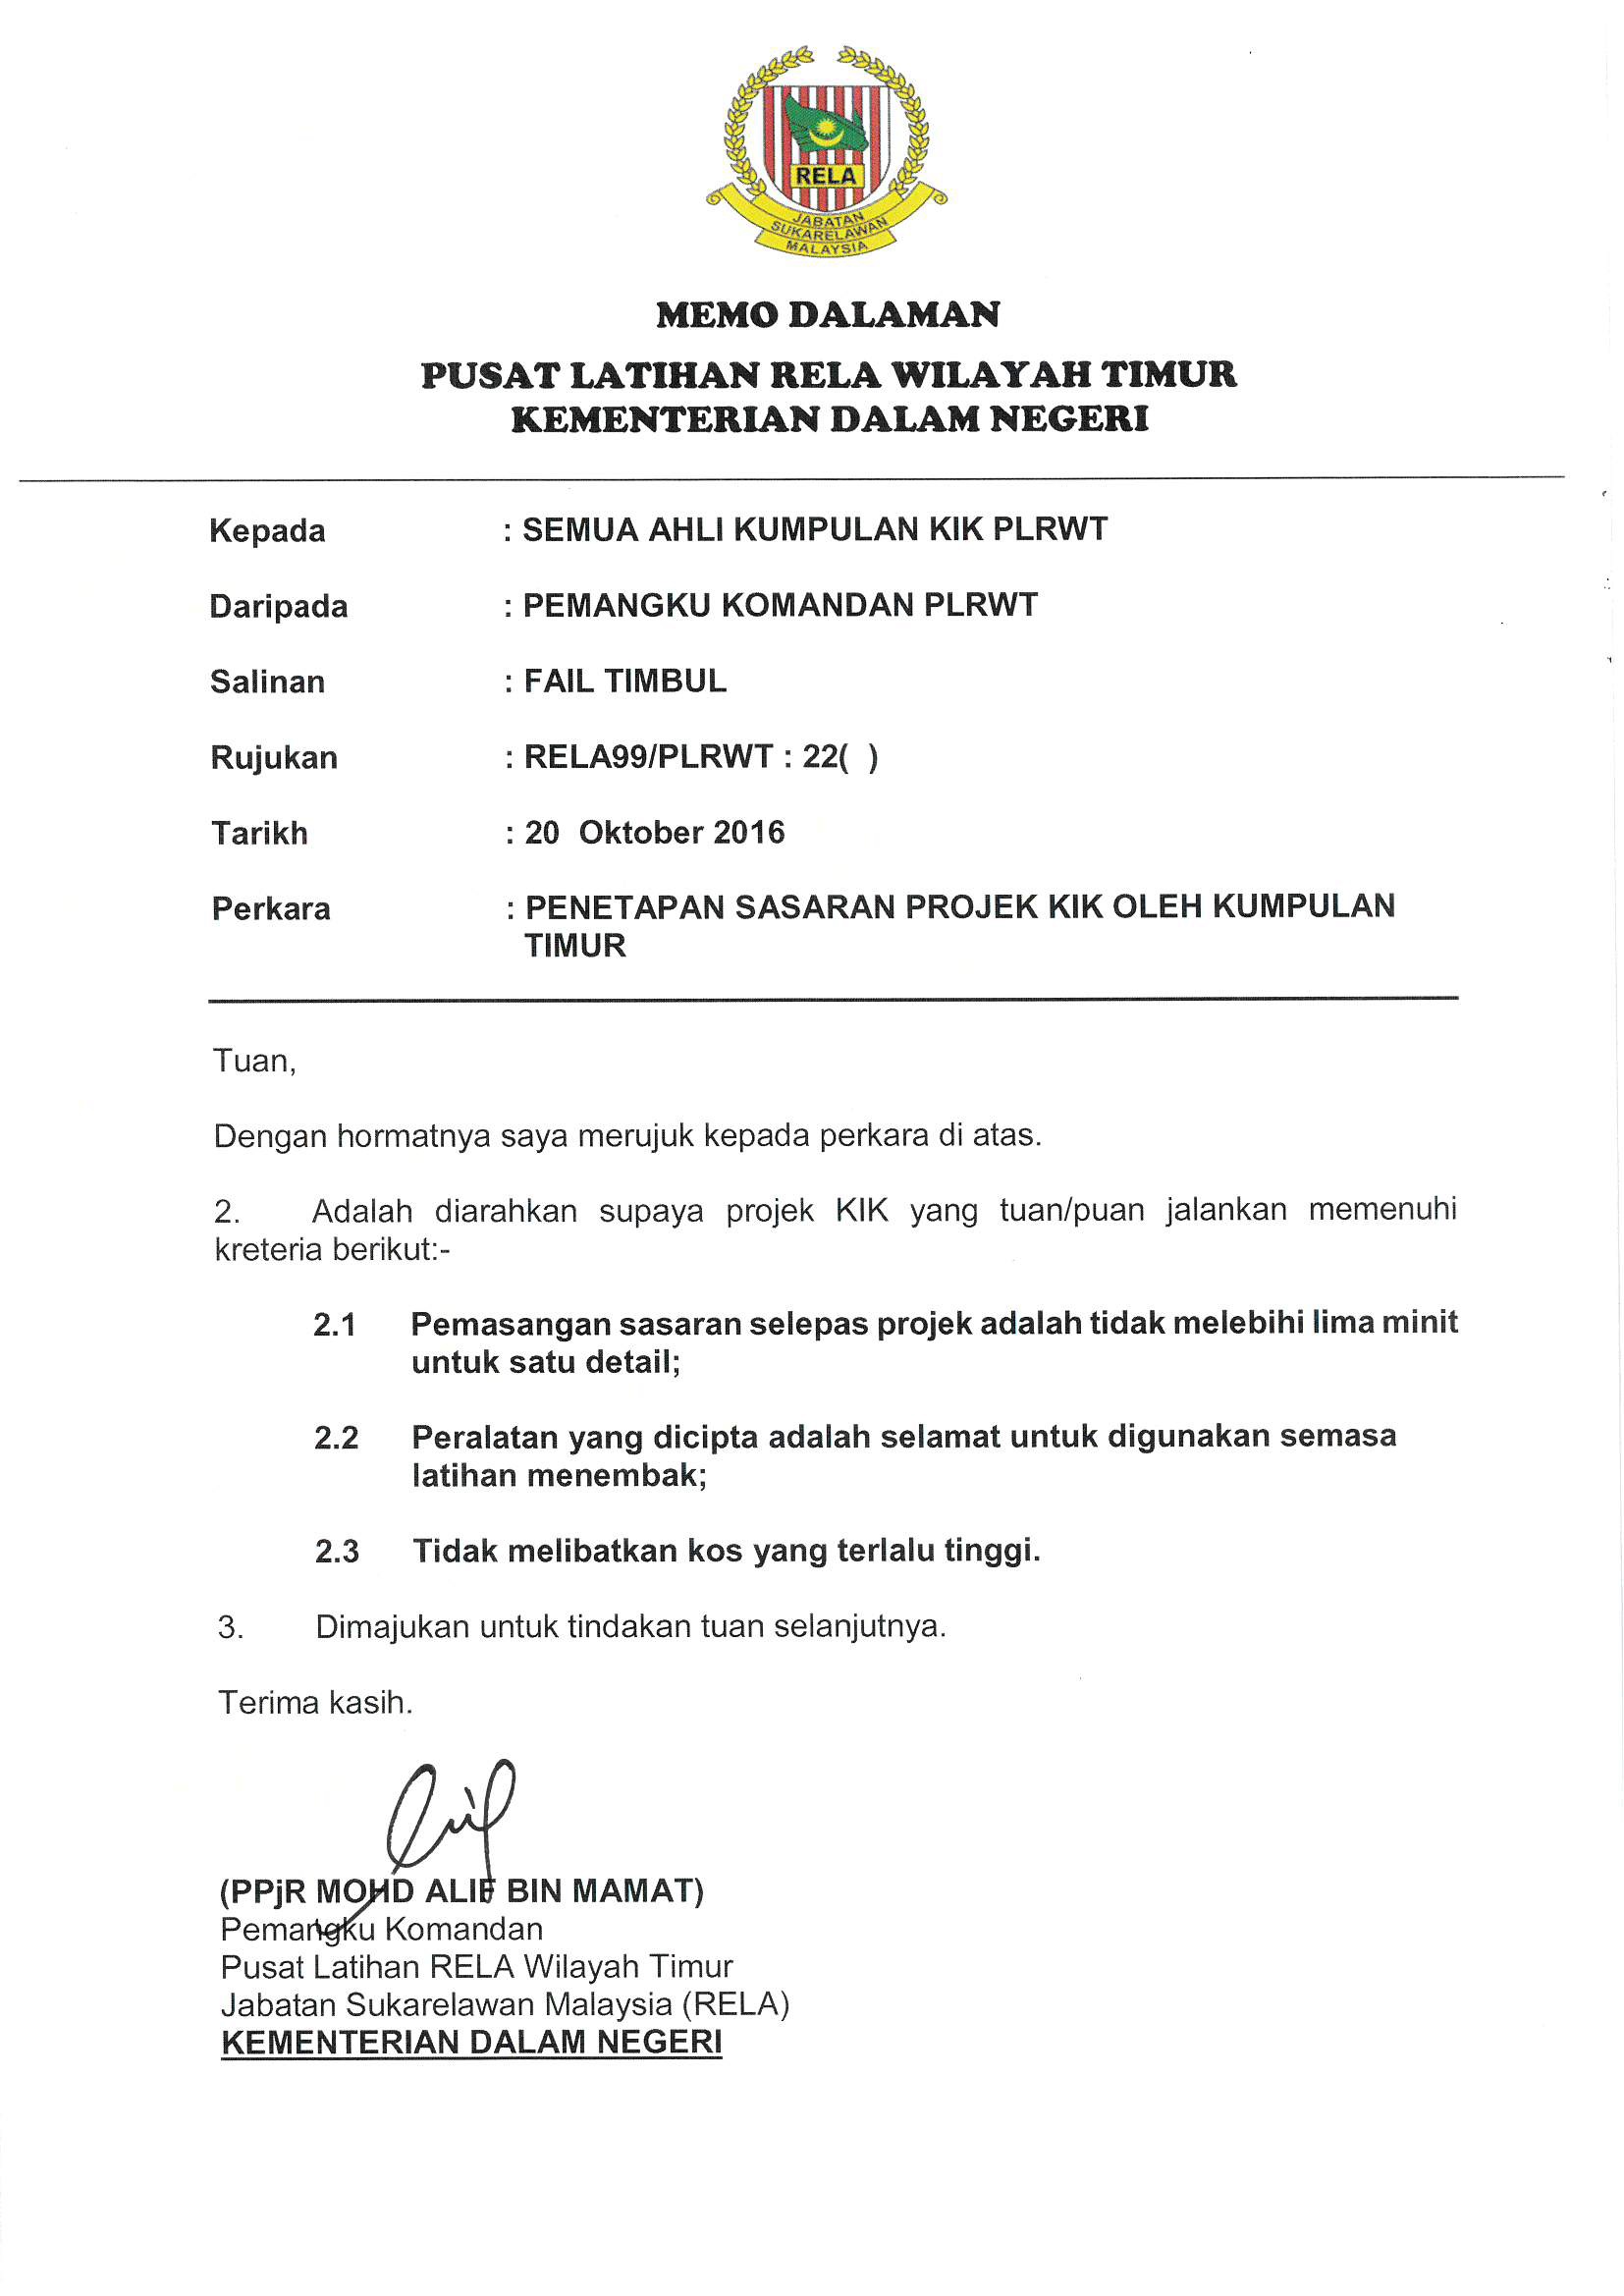 RELA
JABATAN
SUKARELAWAN
MALAYSIA
MEMO DALAMAN
PUSAT LATIHAN RELA WILAYAH TIMUR
KEMENTERIAN DALAM NEGERI
Kepada : SEMUA AHLI KUMPULAN KIK PLRWT
Daripada : PEMANGKU KOMANDAN PLRWT
Salinan : FAIL TIMBUL
Rujukan : RELA99/PLRWT : 22( )
Tarikh : 20 Oktober 2016
Perkara : PENETAPAN SASARAN PROJEK KIK OLEH KUMPULAN
TIMUR
Tuan,
Dengan hormatnya saya merujuk kepada perkara di atas.
2. Adalah diarahkan supaya projek KIK yang tuan/puan jalankan memenuhi
kreteria berikut:-
2.1 Pemasangan sasaran selepas projek adalah tidak melebihi lima minit
untuk satu detail;
2.2 Peralatan yang dicipta adalah selamat untuk digunakan semasa
latihan menembak;
2.3 Tidak melibatkan kos yang terlalu tinggi.
3. Dimajukan untuk tindakan tuan selanjutnya.
Terima kasih.
(PPjR MOHD ALIF BIN MAMAT)
Pemangku Komandan
Pusat Latihan RELA Wilayah Timur
Jabatan Sukarelawan Malaysia (RELA)
KEMENTERIAN DALAM NEGERI